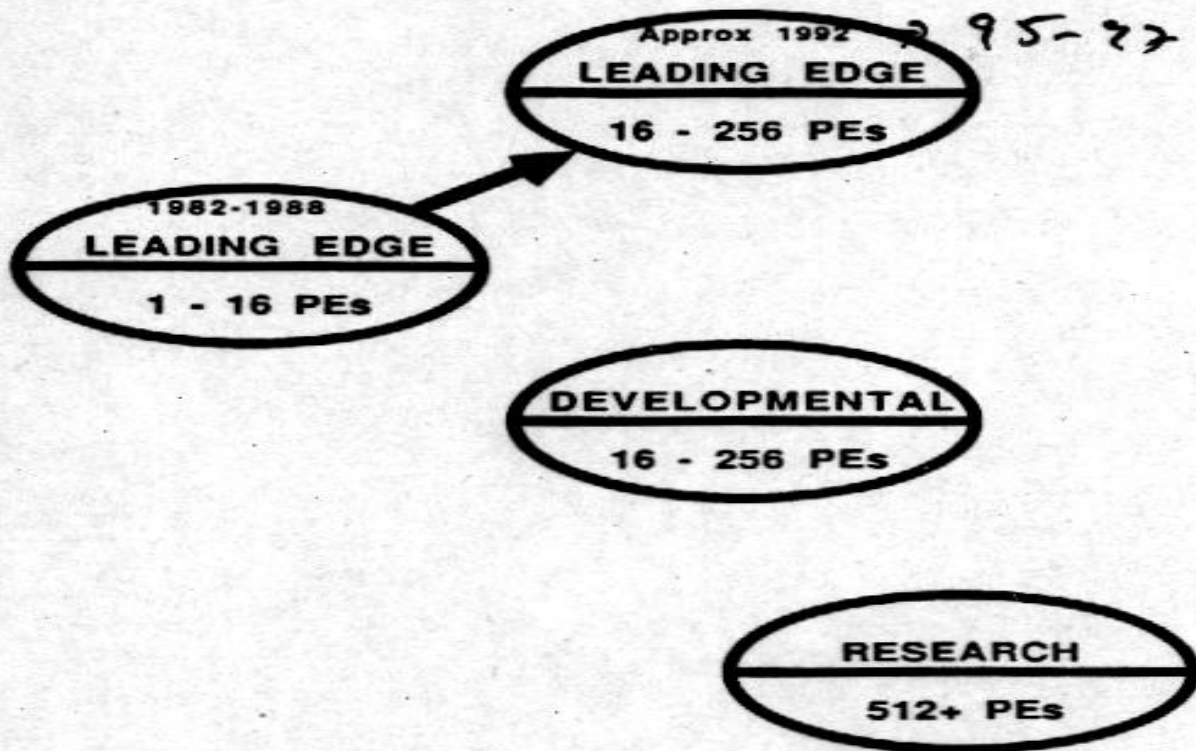 Approx 1992 → 95-97
LEADING EDGE
16 - 256 PEs
1982-1988
LEADING EDGE
1 - 16 PEs
DEVELOPMENTAL
16 - 256 PEs
RESEARCH
512+ PEs